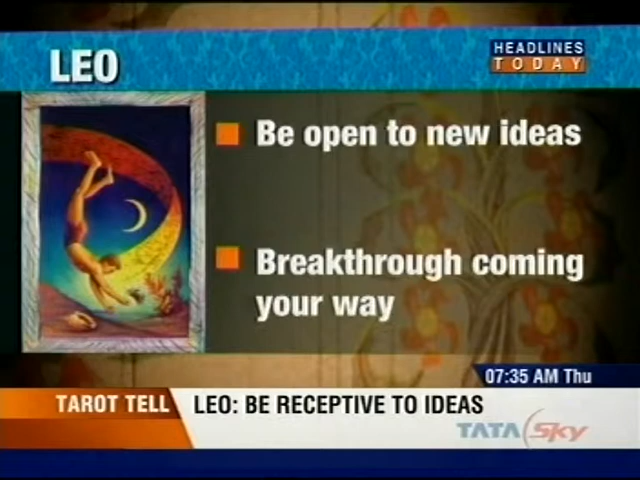 LEO
HEADLINES
TODAY
Be open to new ideas
Breakthrough coming
your way
07:35 AM Thu
TAROT TELL
LEO: BE RECEPTIVE TO IDEAS
TATA Sky